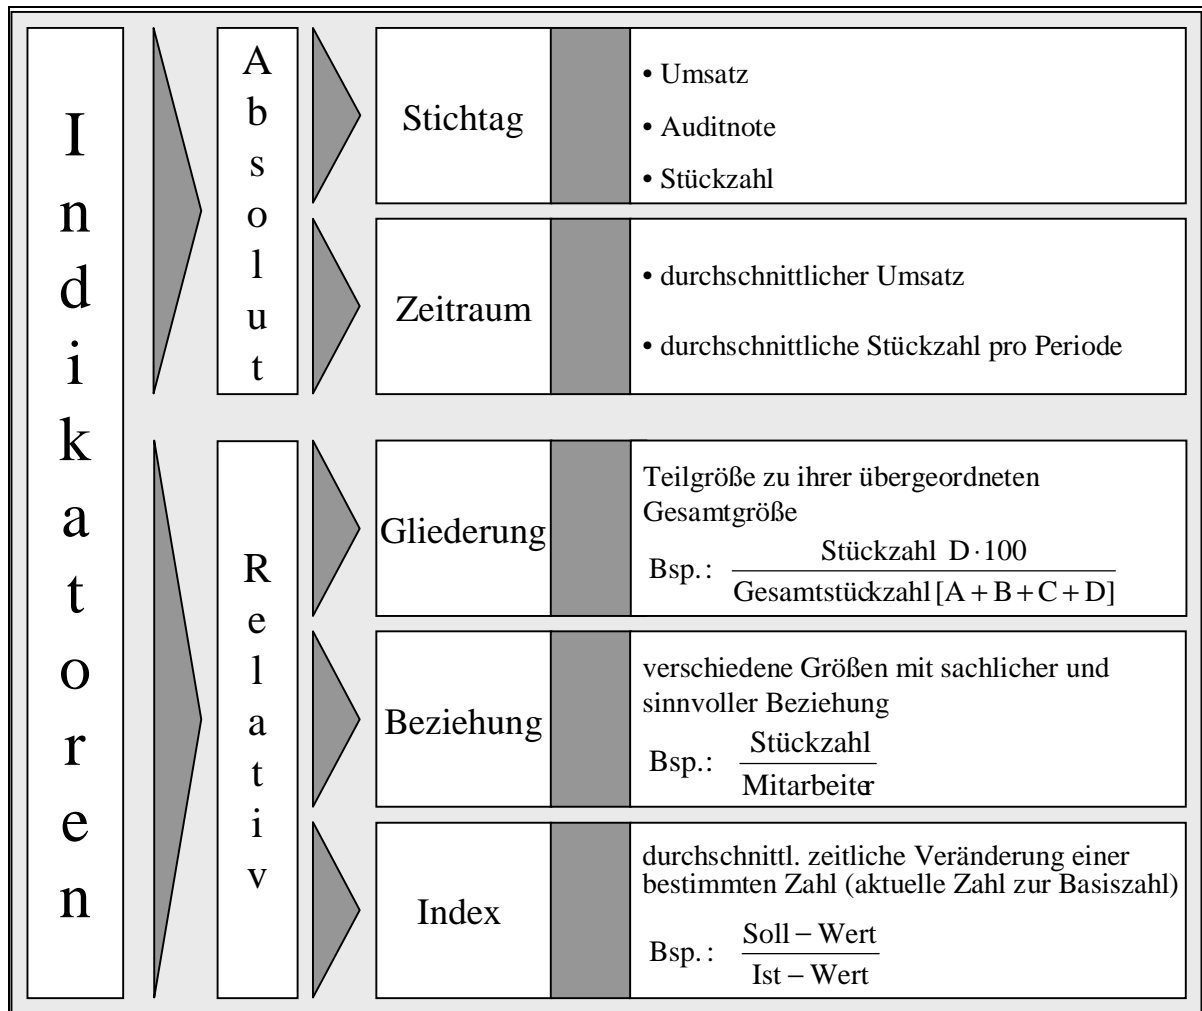 Indikatoren
Absolut
Stichtag
• Umsatz
• Auditnote
• Stückzahl
Zeitraum
• durchschnittlicher Umsatz
• durchschnittliche Stückzahl pro Periode
Relativ
Gliederung
Teilgröße zu ihrer übergeordneten
Gesamtgröße
Bsp.: Stückzahl D·100
Gesamtstückzahl [A + B + C + D]
Beziehung
verschiedene Größen mit sachlicher und
sinnvoller Beziehung
Bsp.: Stückzahl
Mitarbeiter
Index
durchschnittl. zeitliche Veränderung einer
bestimmten Zahl (aktuelle Zahl zur Basiszahl)
Bsp.: Soll – Wert
Ist – Wert